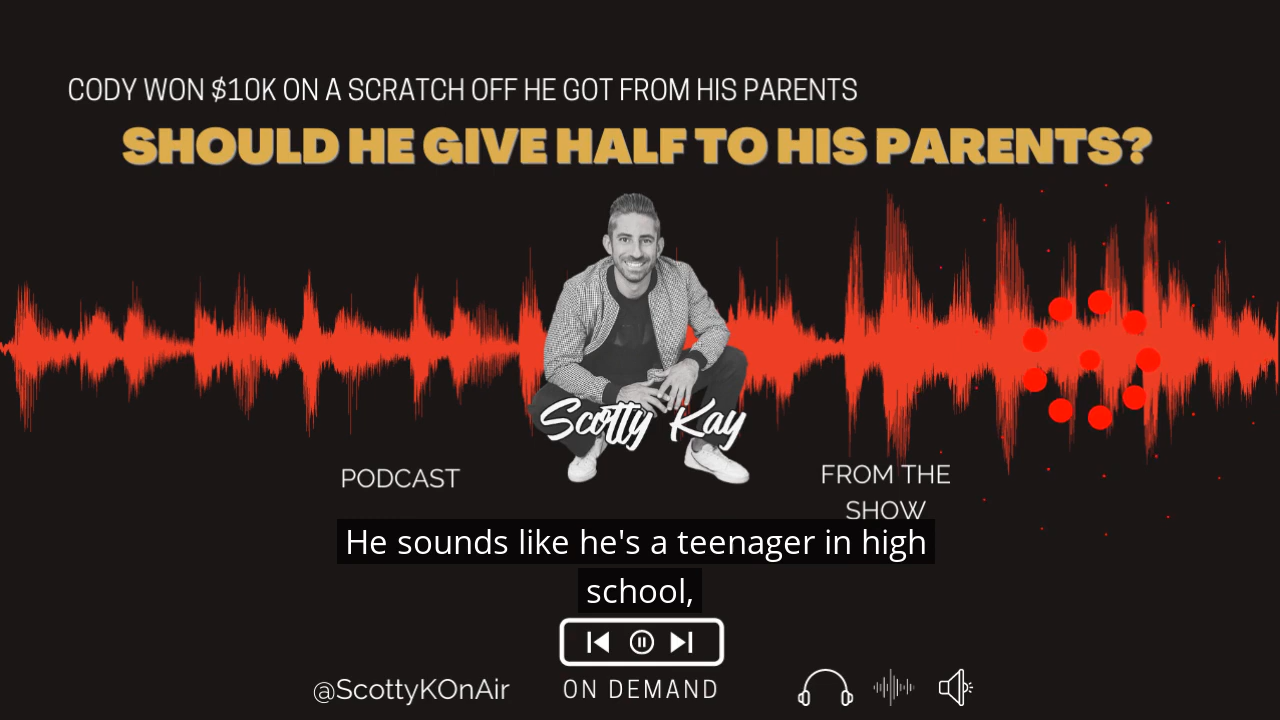 CODY WON $10K ON A SCRATCH OFF HE GOT FROM HIS PARENTS
SHOULD HE GIVE HALF TO HIS PARENTS?
Scotty Kay
PODCAST
FROM THE
SHOW
He sounds like he's a teenager in high
school,
@ScottyKOnAir
ON DEMAND